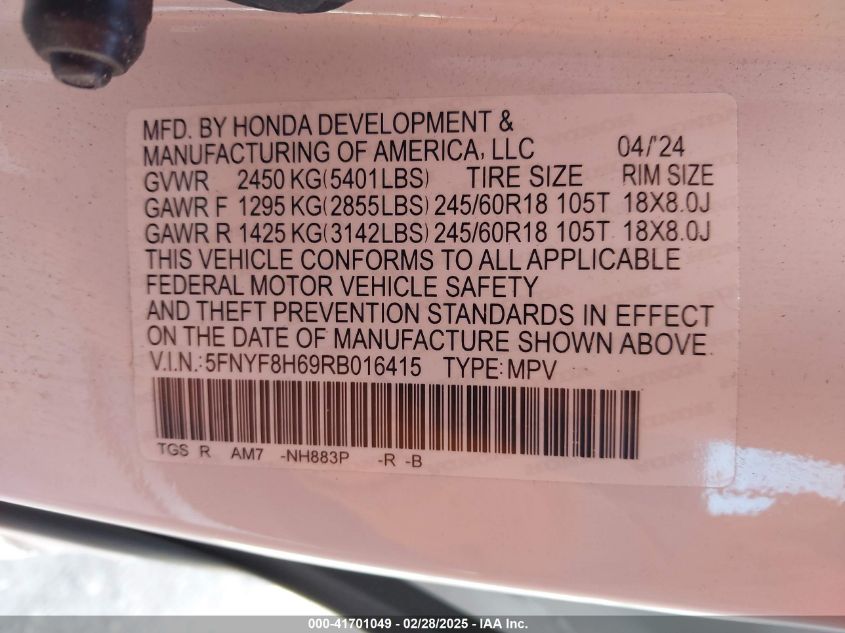 MFD. BY HONDA DEVELOPMENT &
MANUFACTURING OF AMERICA, LLC 04/'24
GVWR 2450 KG(5401LBS) TIRE SIZE RIM SIZE
GAWR F 1295 KG(2855LBS) 245/60R18 105T 18X8.0J
GAWR R 1425 KG(3142LBS) 245/60R18 105T 18X8.0J
THIS VEHICLE CONFORMS TO ALL APPLICABLE
FEDERAL MOTOR VEHICLE SAFETY
AND THEFT PREVENTION STANDARDS IN EFFECT
ON THE DATE OF MANUFACTURE SHOWN ABOVE.
V.I.N.:5FNYF8H69RB016415 TYPE:MPV
TGS R AM7 -NH883P -R -B
000-41701049 - 02/28/2025 - IAA Inc.